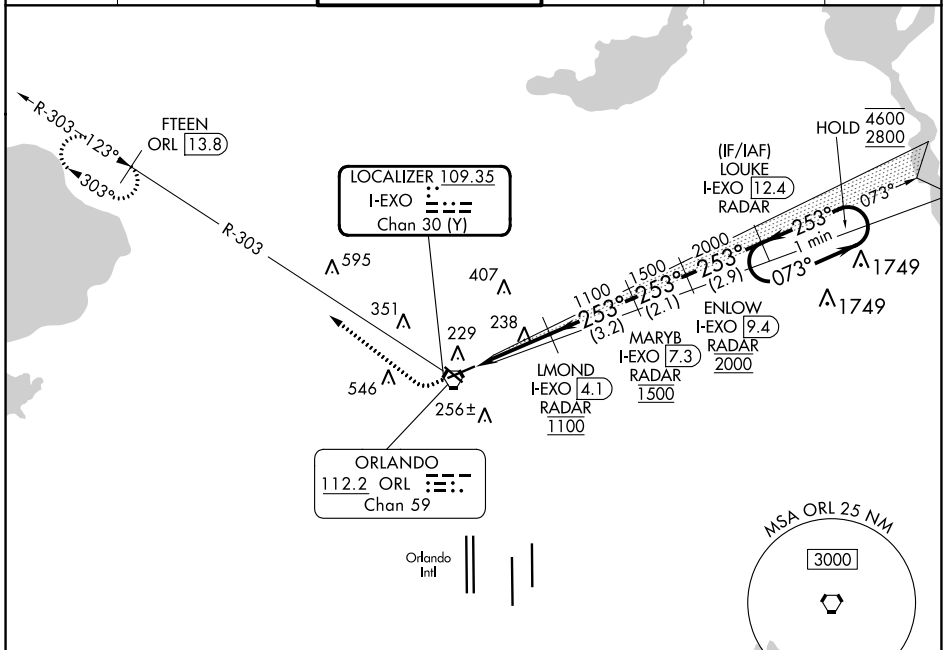 R-303
123°
303°
FTEEN
ORL 13.8
R-303
LOCALIZER 109.35
I-EXO
Chan 30 (Y)
595
351
407
229
238
546
256±
ORLANDO
112.2 ORL
Chan 59
Orlando
Intl
HOLD
4600
2800
(IF/IAF)
LOUKE
I-EXO 12.4
RADAR
073°
253°
1 min
073°
2000
253°
(2.9)
1500
253°
(2.1)
1100
253°
(3.2)
1749
1749
ENLOW
I-EXO 9.4
RADAR
2000
MARYB
I-EXO 7.3
RADAR
1500
LMOND
I-EXO 4.1
RADAR
1100
MSA ORL 25 NM
3000